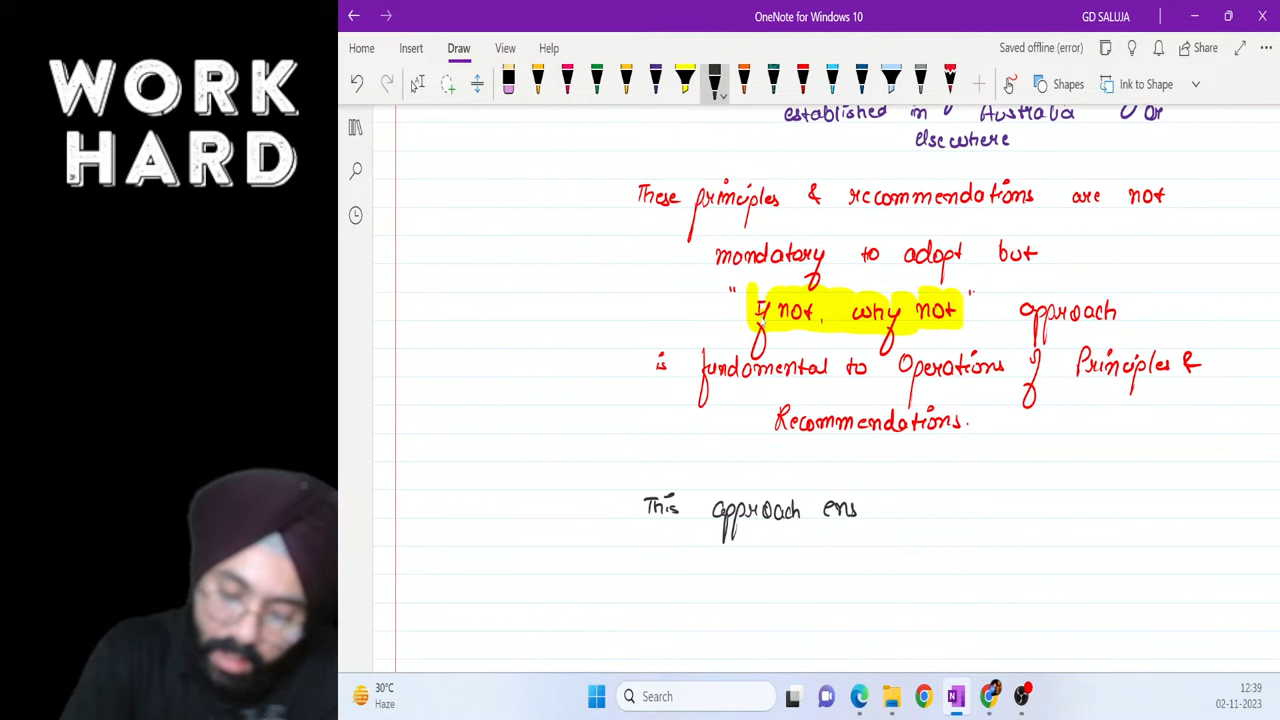 WORK
HARD
OneNote for Windows 10
GD SALUJA
Home Insert Draw View Help
Saved offline (error)
Share
Shapes
Ink to Shape
established in Australia or
Elsewhere
These principles & recommendations are not
mandatory to adopt but
"If not, why not" approach
is fundamental to Operations of Principles &
Recommendations.
This approach ens
30°C
Haze
Search
12:39
02-11-2023